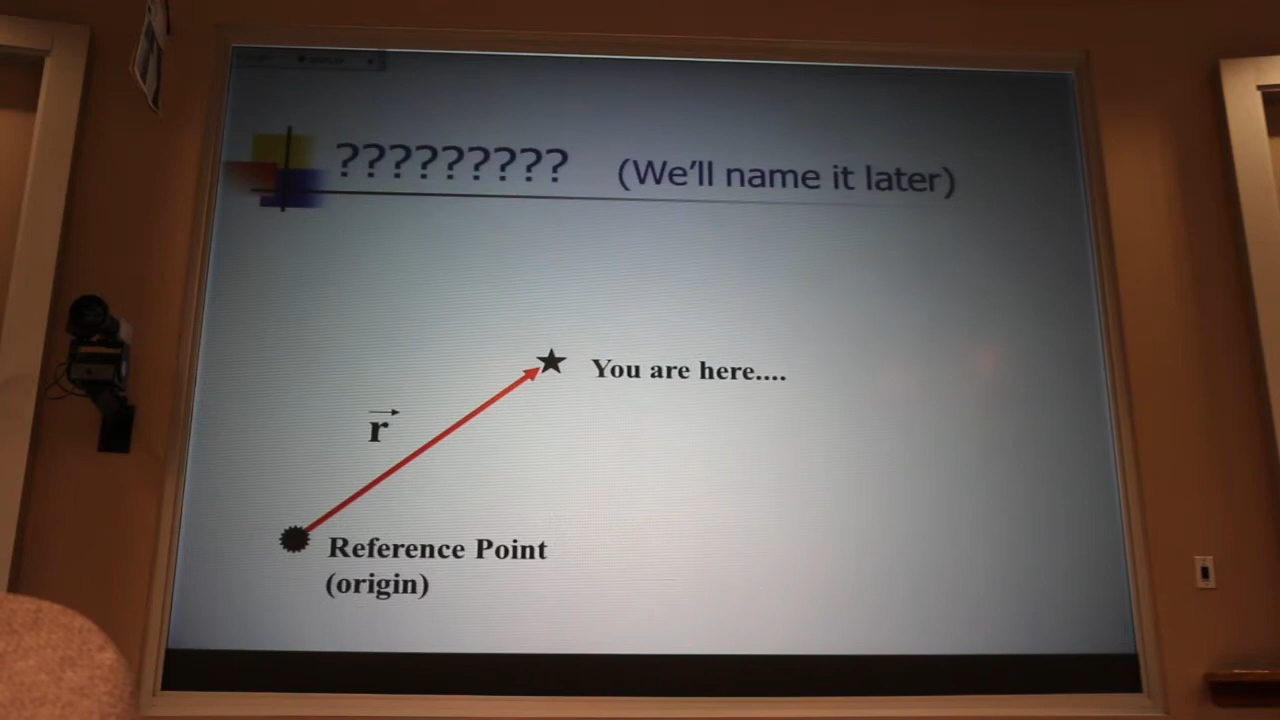 ????????? (We'll name it later)
You are here....
r
Reference Point
(origin)